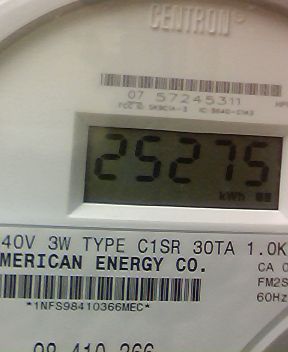 CENTRON®
07 57245311
25275
kWh
40V 3W TYPE C1SR 30TA 1.0K
MERICAN ENERGY CO.
CA 0
FM2S
60Hz
*1NFS98410366MEC*